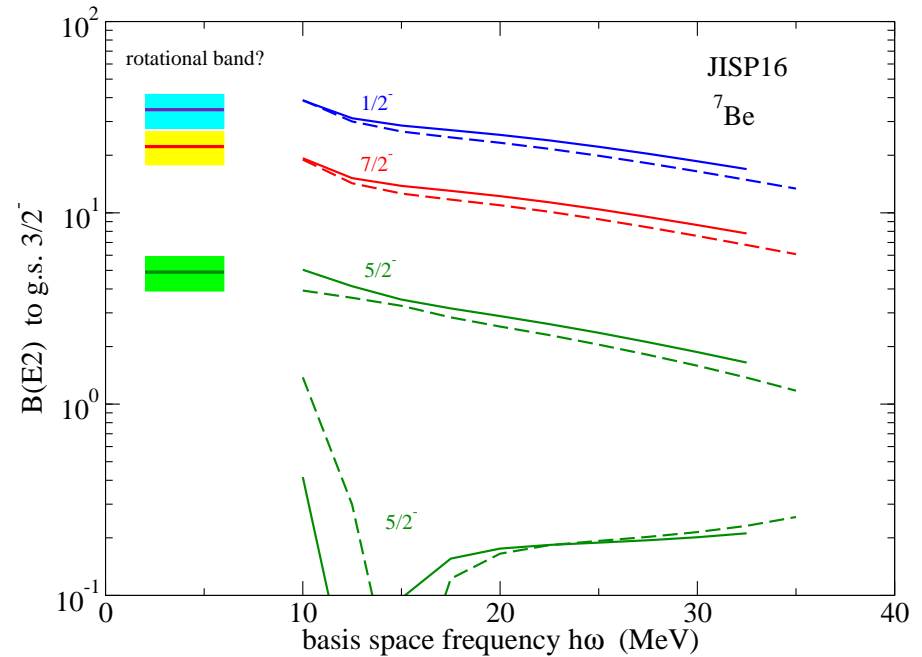 10^2
rotational band?
JISP16
^7Be
1/2^-
7/2^-
10^1
5/2^-
10^0
5/2^-
10^-1
0
10
20
30
40
B(E2) to g.s. 3/2^-
basis space frequency hω (MeV)